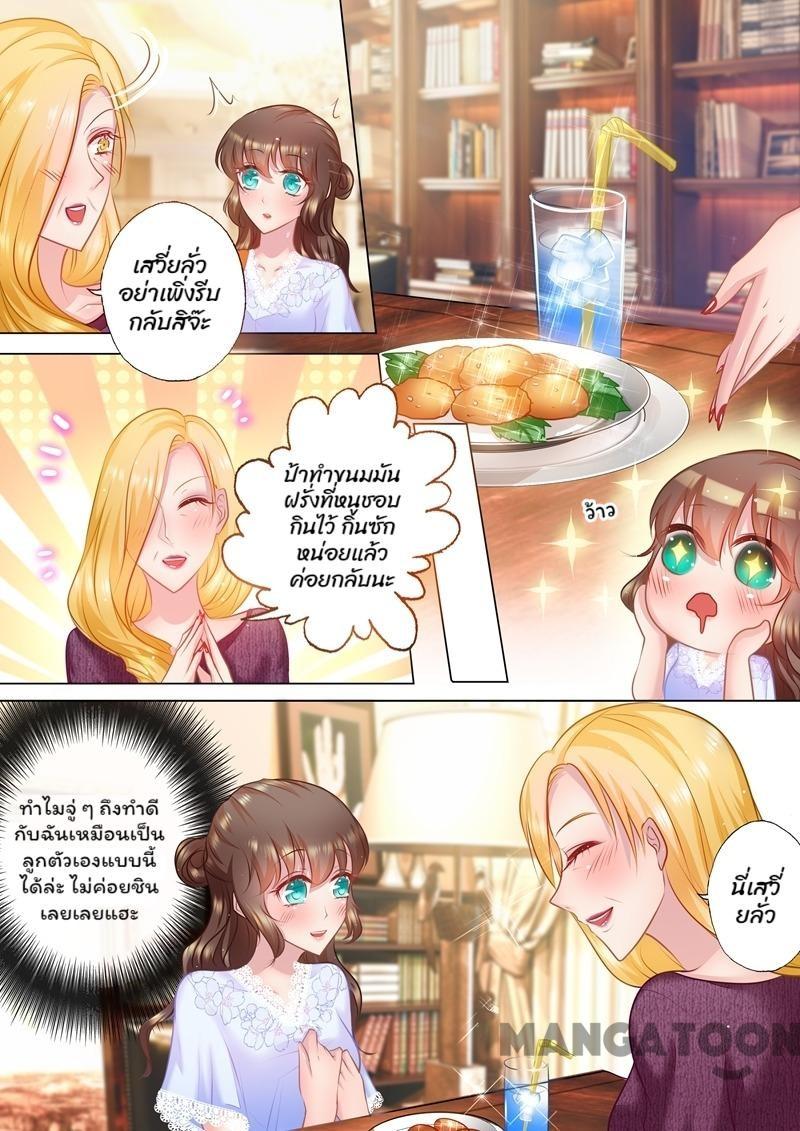 เสวี่ยลั่ว
อย่าเพิ่งรีบ
กลับสิจ๊ะ
ป้าทำขนมมัน
ฝรั่งที่หนูชอบ
กินไว้ กินซัก
หน่อยแล้ว
ค่อยกลับนะ
ว้าว
ทำไมจู่ ๆ ถึงทำดี
กับฉันเหมือนเป็น
ลูกตัวเองแบบนี้
ได้ล่ะ ไม่ค่อยชิน
เลยเลยแฮะ
นี่เสวี่
ยลั่ว
MANGATOON